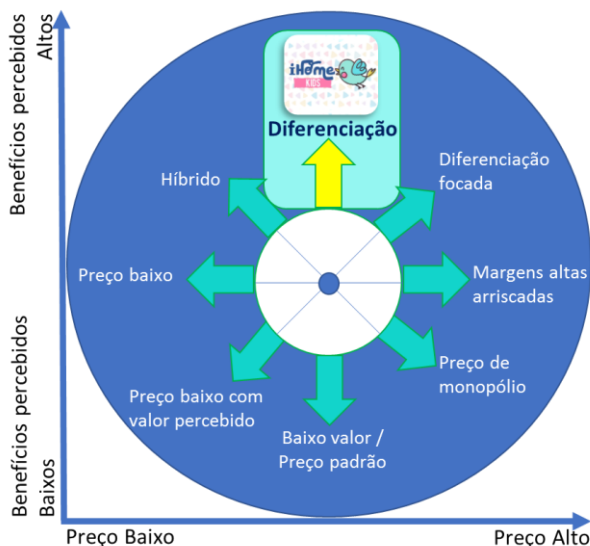 Benefícios percebidos
Altos
iHome
KIDS
Diferenciação
Híbrido
Diferenciação
focada
Preço baixo
Margens altas
arriscadas
Preço de
monopólio
Preço baixo com
valor percebido
Baixo valor /
Preço padrão
Benefícios percebidos
Baixos
Preço Baixo
Preço Alto